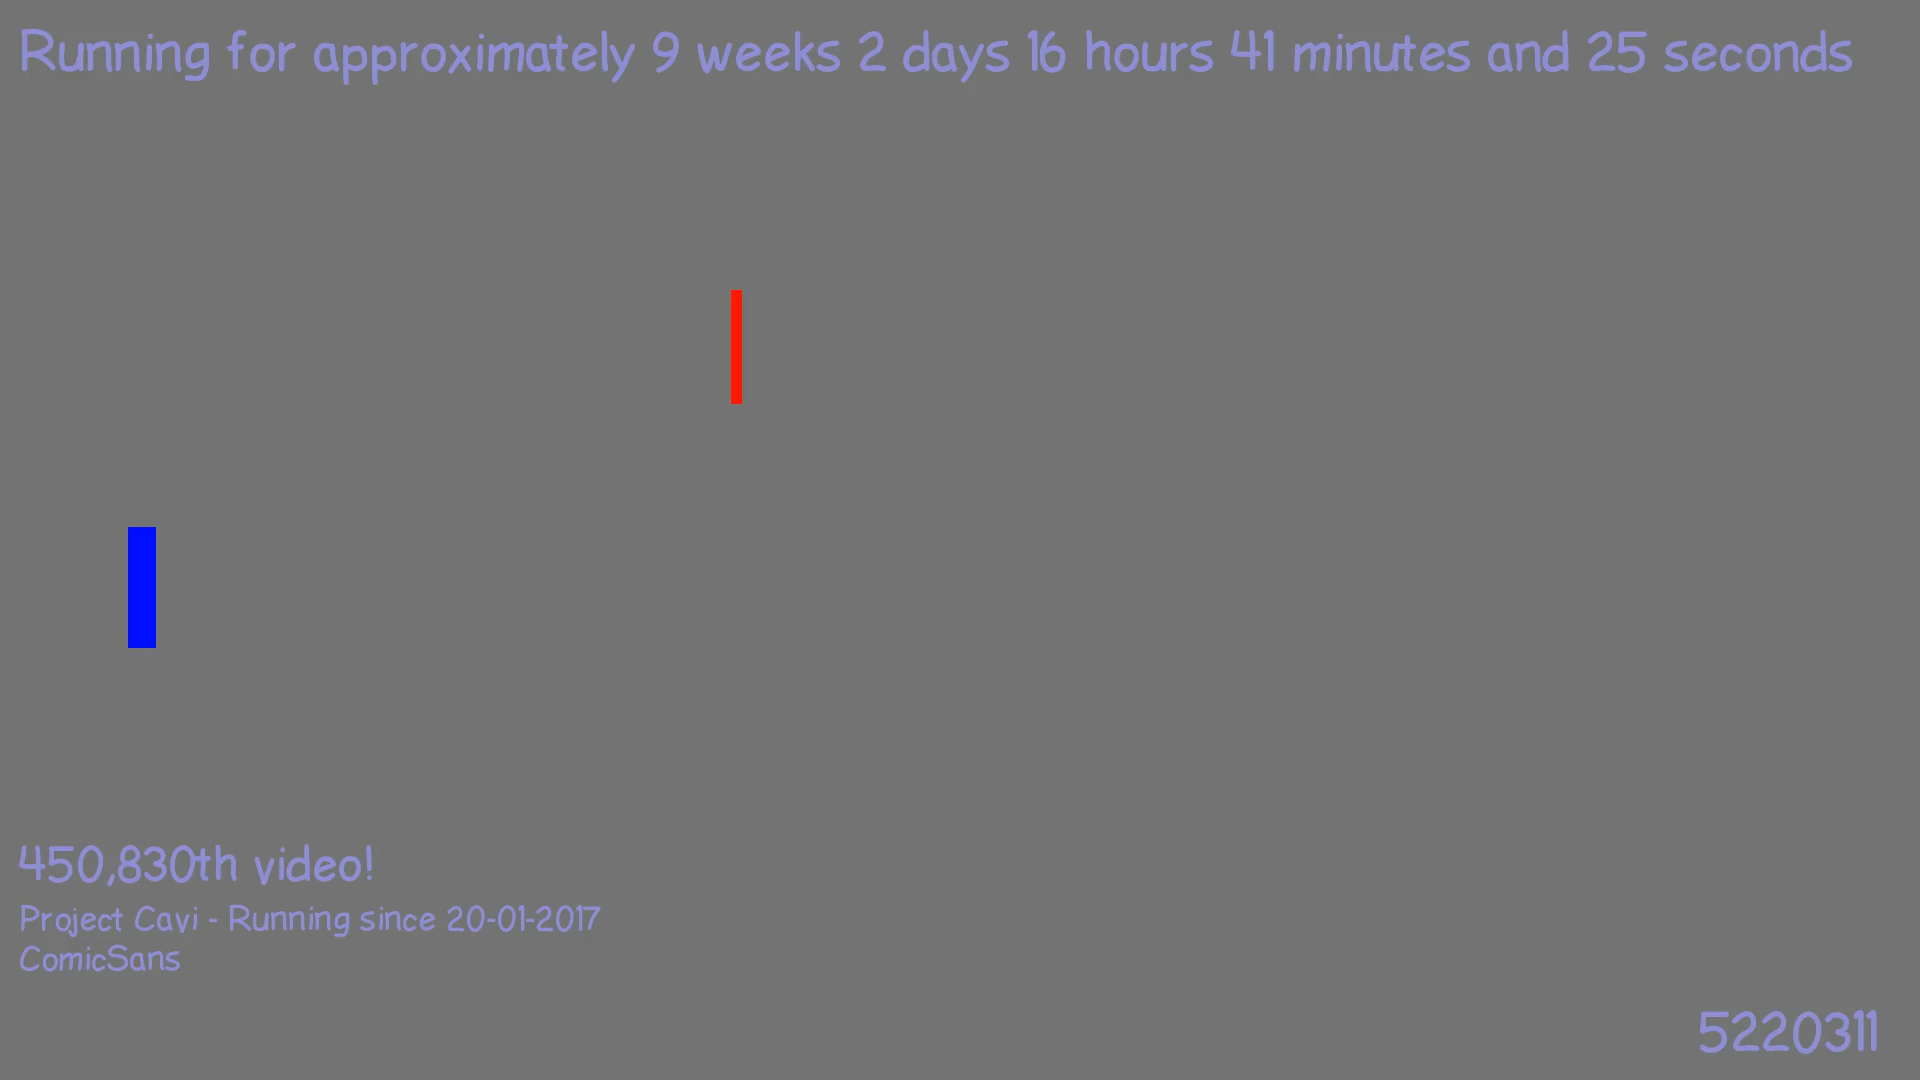 Running for approximately 9 weeks 2 days 16 hours 41 minutes and 25 seconds
450,830th video!
Project Cavi - Running since 20-01-2017
ComicSans
5220311